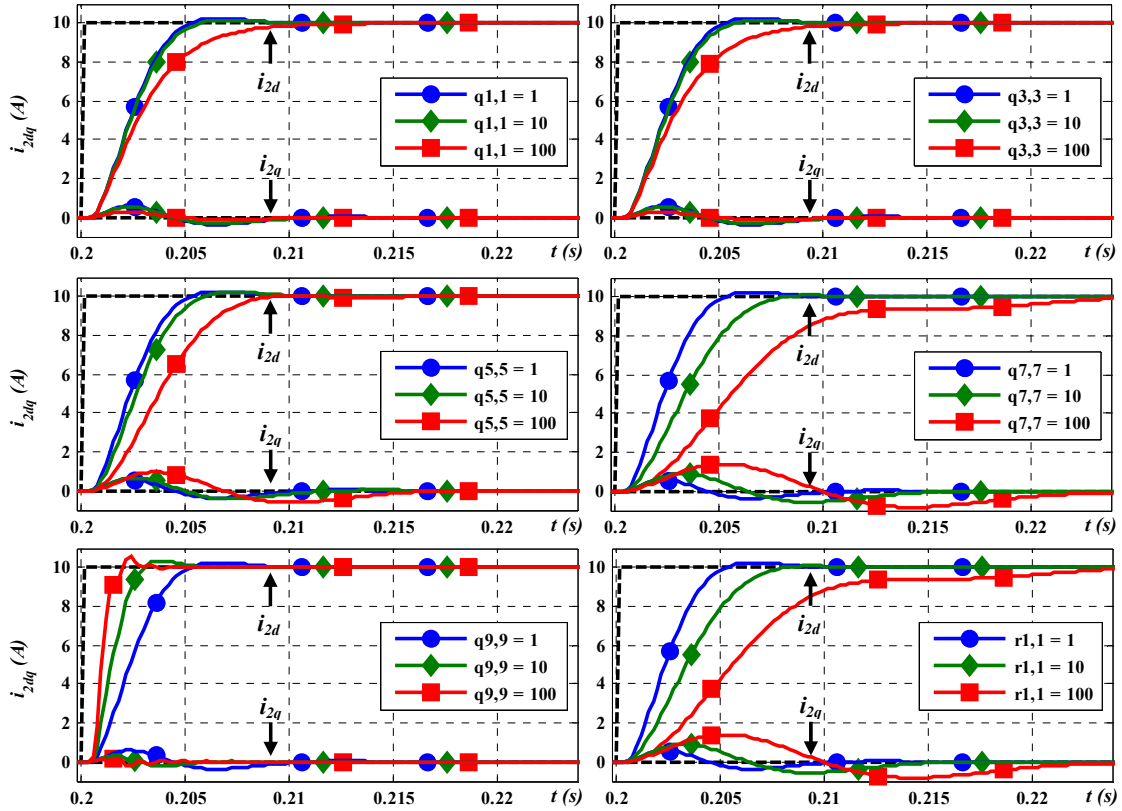 10
8
6
4
2
0
i2dq (A)
i2d
i2q
q1,1 = 1
q1,1 = 10
q1,1 = 100
0.2 0.205 0.21 0.215 0.22 t (s)
10
8
6
4
2
0
i2d
i2q
q3,3 = 1
q3,3 = 10
q3,3 = 100
0.2 0.205 0.21 0.215 0.22 t (s)
10
8
6
4
2
0
i2dq (A)
i2d
i2q
q5,5 = 1
q5,5 = 10
q5,5 = 100
0.2 0.205 0.21 0.215 0.22 t (s)
10
8
6
4
2
0
i2d
i2q
q7,7 = 1
q7,7 = 10
q7,7 = 100
0.2 0.205 0.21 0.215 0.22 t (s)
10
8
6
4
2
0
i2dq (A)
i2d
i2q
q9,9 = 1
q9,9 = 10
q9,9 = 100
0.2 0.205 0.21 0.215 0.22 t (s)
10
8
6
4
2
0
i2d
i2q
r1,1 = 1
r1,1 = 10
r1,1 = 100
0.2 0.205 0.21 0.215 0.22 t (s)